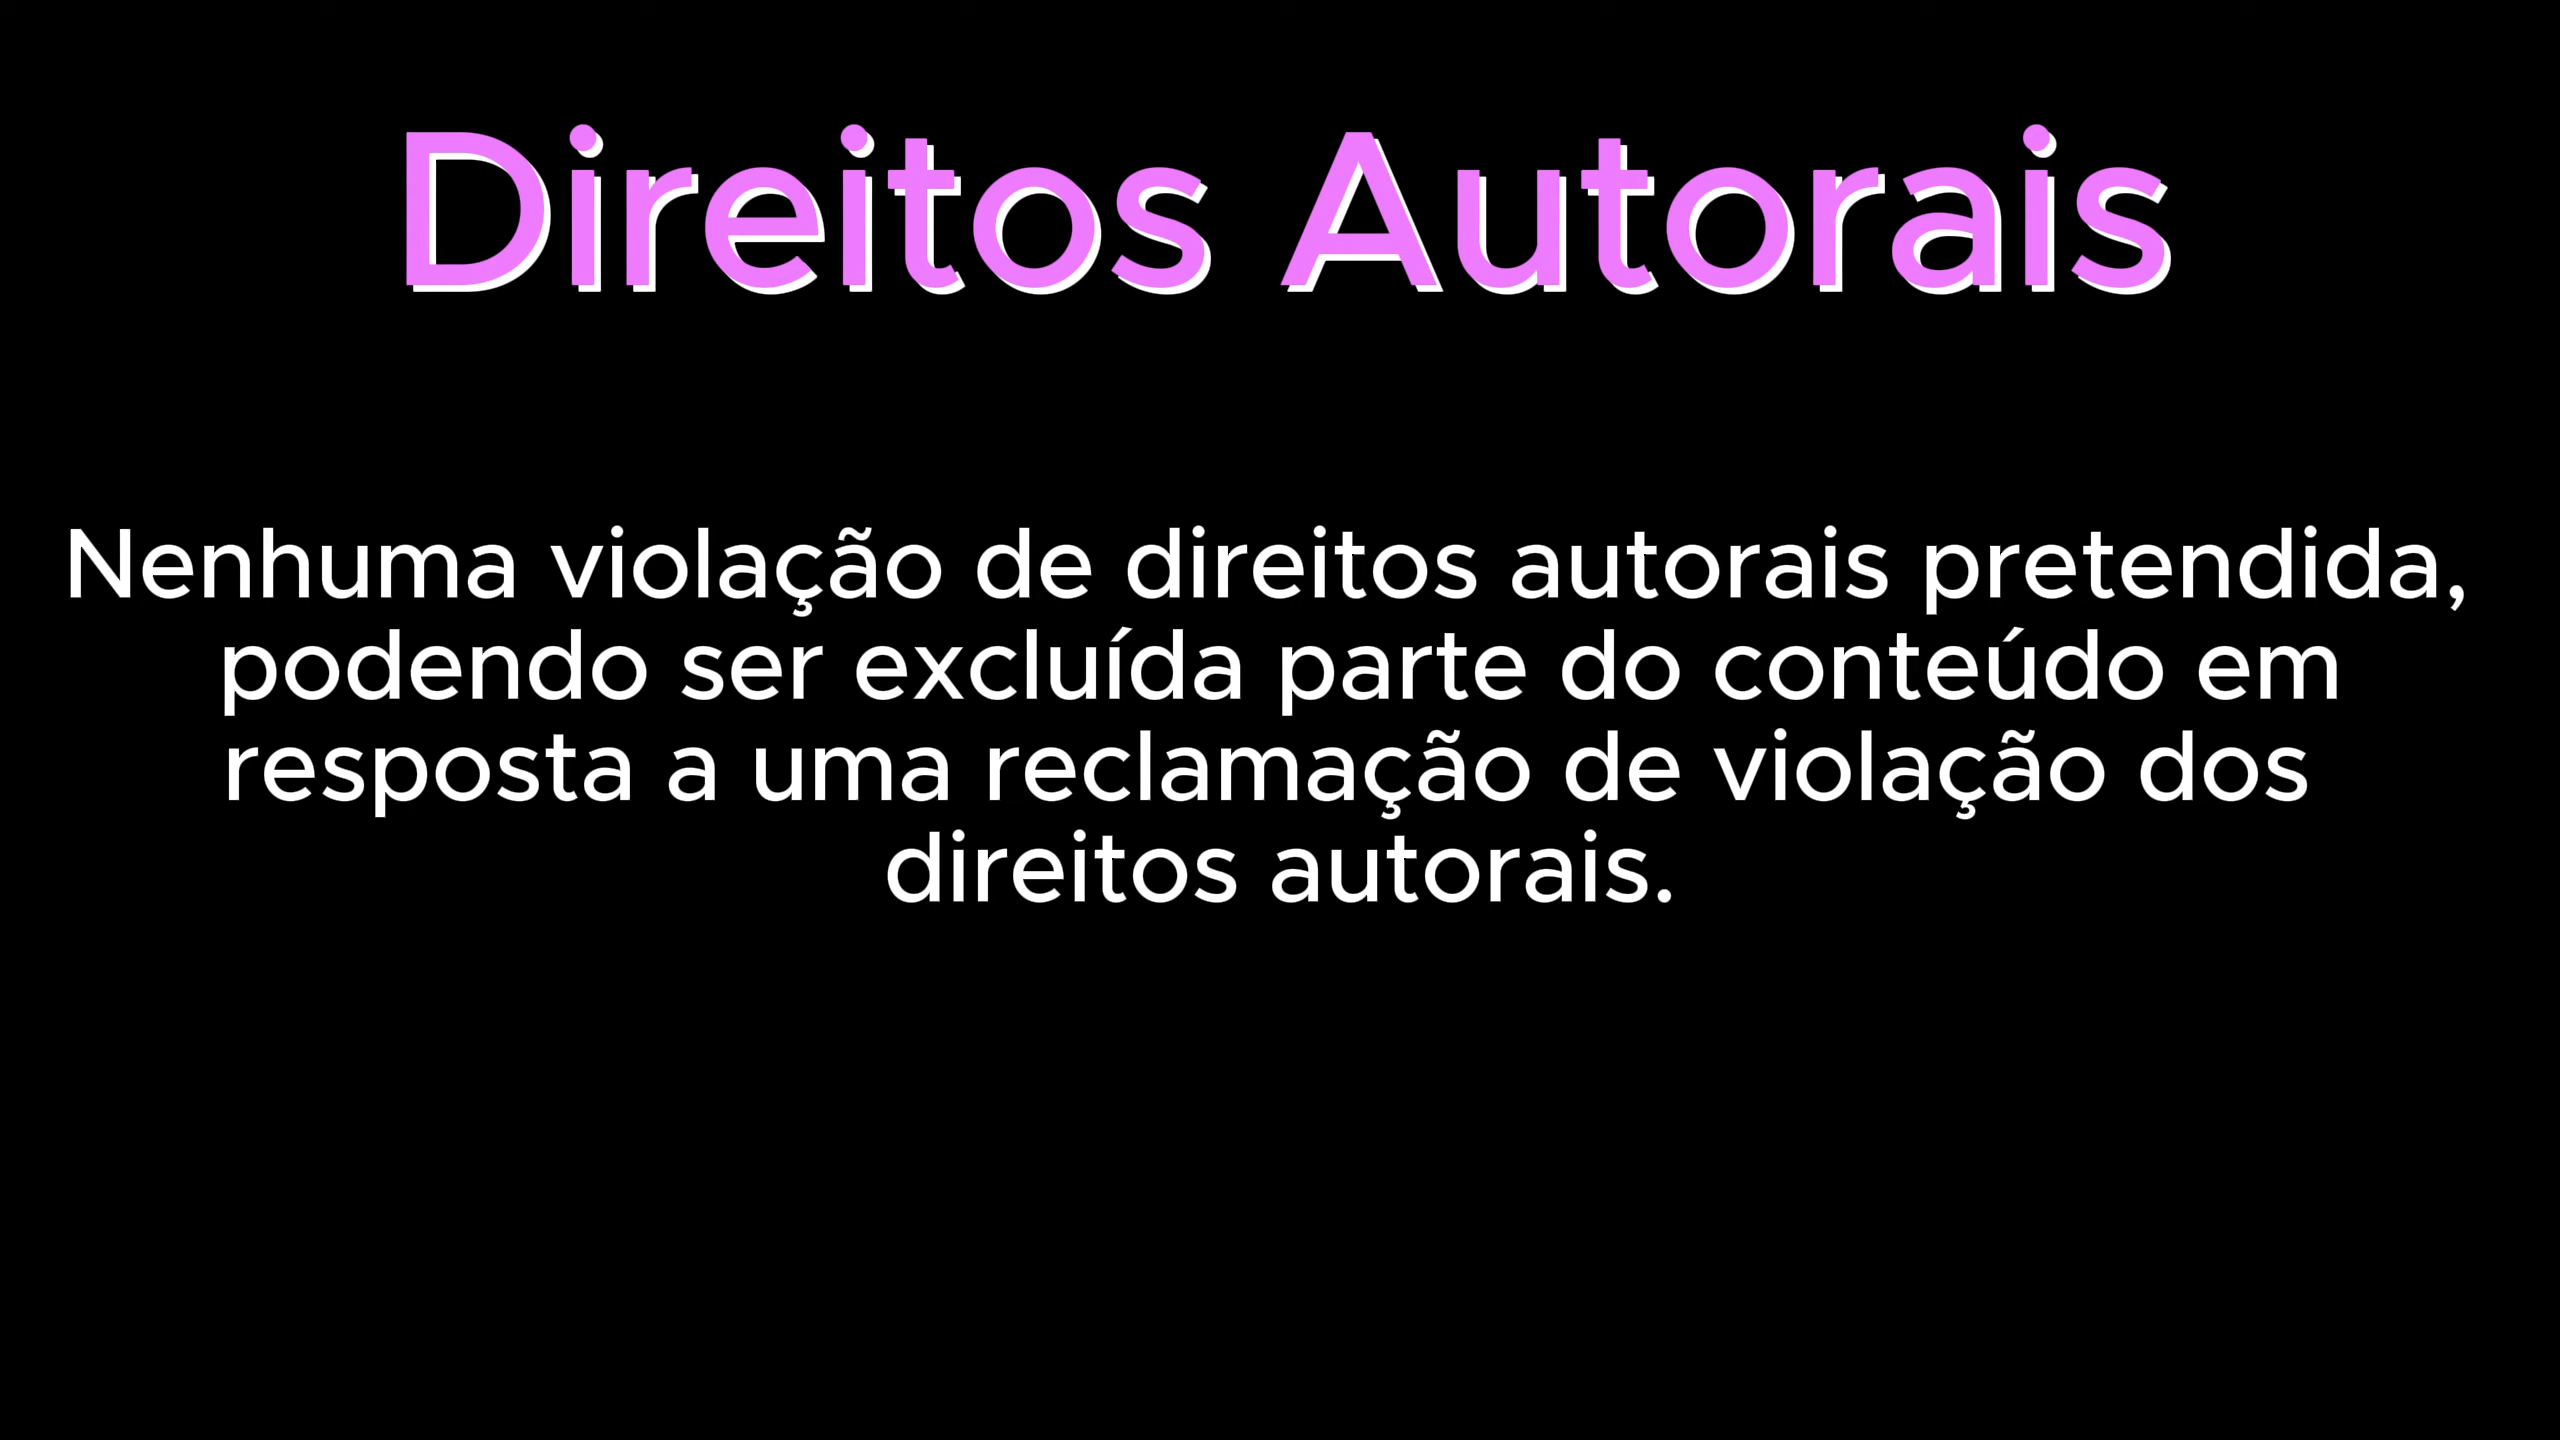 Direitos Autorais
Nenhuma violação de direitos autorais pretendida,
podendo ser excluída parte do conteúdo em
resposta a uma reclamação de violação dos
direitos autorais.